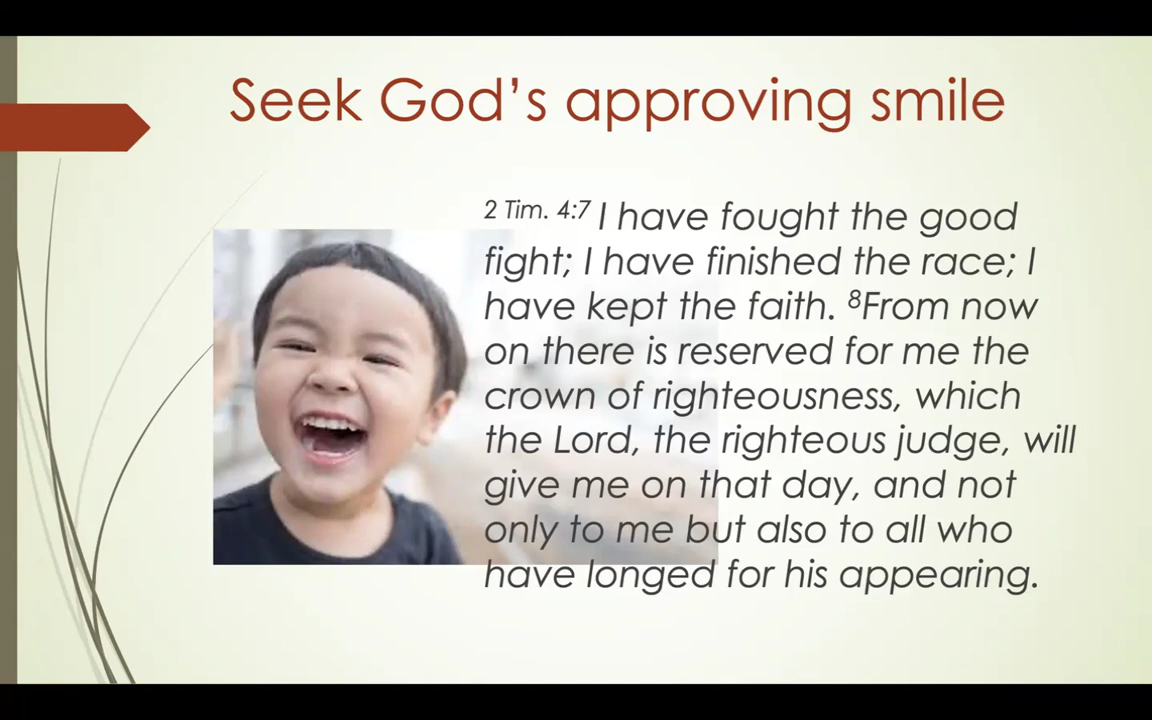 Seek God’s approving smile
2 Tim. 4:7 I have fought the good
fight; I have finished the race; I
have kept the faith. 8From now
on there is reserved for me the
crown of righteousness, which
the Lord, the righteous judge, will
give me on that day, and not
only to me but also to all who
have longed for his appearing.